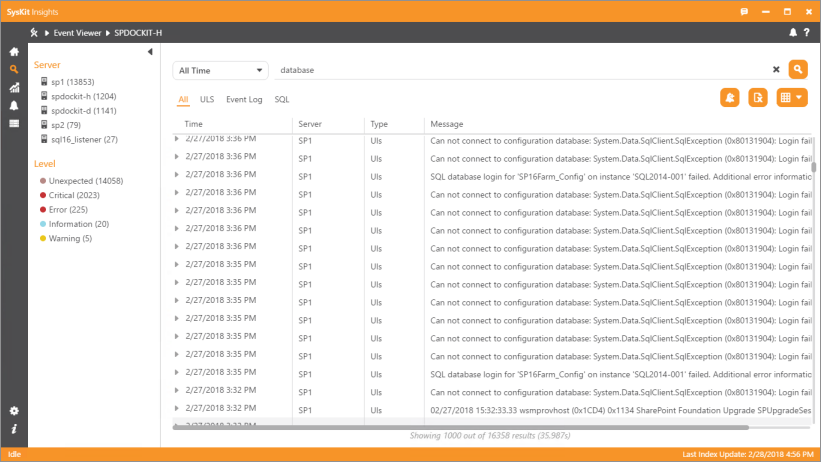 SysKit Insights
Event Viewer SPDOCKIT-H
Server
sp1 (13853)
spdockit-h (1204)
spdockit-d (1141)
sp2 (79)
sql16_listener (27)
Level
Unexpected (14058)
Critical (2023)
Error (225)
Information (20)
Warning (5)
All Time database
All ULS Event Log SQL
Time Server Type Message
2/27/2018 3:36 PM SP1 Uls Can not connect to configuration database: System.Data.SqlClient.SqlException (0x80131904): Login fail
2/27/2018 3:36 PM SP1 Uls Can not connect to configuration database: System.Data.SqlClient.SqlException (0x80131904): Login fail
2/27/2018 3:36 PM SP1 Uls SQL database login for 'SP16Farm_Config' on instance 'SQL2014-001' failed. Additional error informatic
2/27/2018 3:36 PM SP1 Uls Can not connect to configuration database: System.Data.SqlClient.SqlException (0x80131904): Login fail
2/27/2018 3:36 PM SP1 Uls Can not connect to configuration database: System.Data.SqlClient.SqlException (0x80131904): Login fail
2/27/2018 3:36 PM SP1 Uls Can not connect to configuration database: System.Data.SqlClient.SqlException (0x80131904): Login fail
2/27/2018 3:36 PM SP1 Uls Can not connect to configuration database: System.Data.SqlClient.SqlException (0x80131904): Login fail
2/27/2018 3:35 PM SP1 Uls Can not connect to configuration database: System.Data.SqlClient.SqlException (0x80131904): Login fail
2/27/2018 3:35 PM SP1 Uls Can not connect to configuration database: System.Data.SqlClient.SqlException (0x80131904): Login fail
2/27/2018 3:35 PM SP1 Uls Can not connect to configuration database: System.Data.SqlClient.SqlException (0x80131904): Login fail
2/27/2018 3:35 PM SP1 Uls Can not connect to configuration database: System.Data.SqlClient.SqlException (0x80131904): Login fail
2/27/2018 3:35 PM SP1 Uls Can not connect to configuration database: System.Data.SqlClient.SqlException (0x80131904): Login fail
2/27/2018 3:35 PM SP1 Uls Can not connect to configuration database: System.Data.SqlClient.SqlException (0x80131904): Login fail
2/27/2018 3:35 PM SP1 Uls SQL database login for 'SP16Farm_Config' on instance 'SQL2014-001' failed. Additional error informatic
2/27/2018 3:32 PM SP1 Uls Can not connect to configuration database: System.Data.SqlClient.SqlException (0x80131904): Login fail
2/27/2018 3:32 PM SP1 Uls 02/27/2018 15:32:33.33 wsmprovhost (0x1CD4) 0x1134 SharePoint Foundation Upgrade SPUpgradeSes
Showing 1000 out of 16358 results (35.987s)
Idle Last Index Update: 2/28/2018 4:56 PM